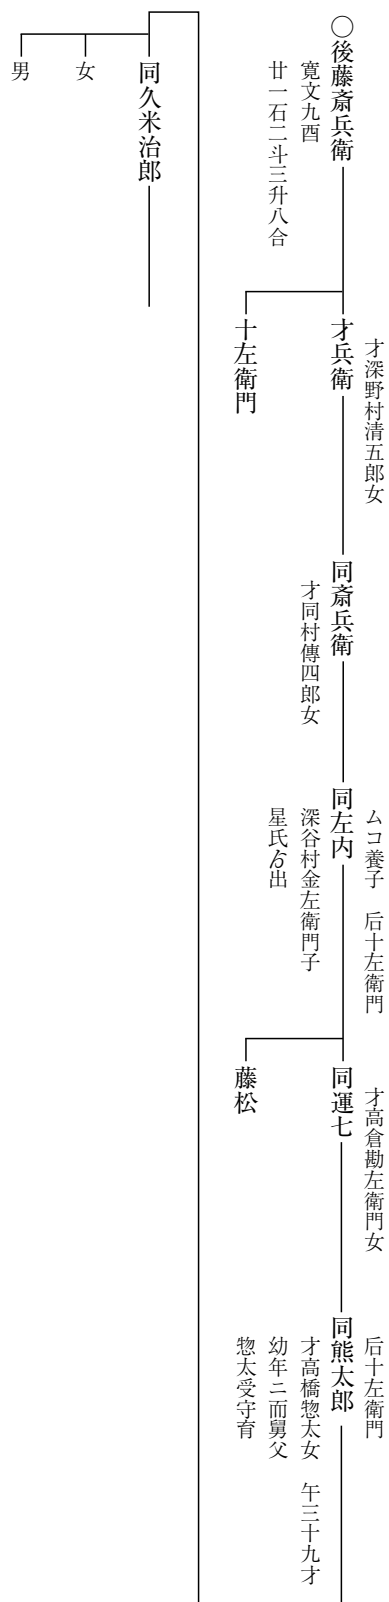 ○後藤斎兵衛
寛文九酉
廿一石二斗三升八合
才深野村清五郎女
才兵衛
十左衛門
同斎兵衛
才同村傳四郎女
ムコ養子　后十左衛門
同左内
深谷村金左衛門子
星氏ゟ出
才高倉勘左衛門女
同運七
藤松
后十左衛門
同熊太郎
才高橋惣太女　午三十九才
幼年ニ而舅父
惣太受守育
同久米治郎
女
男